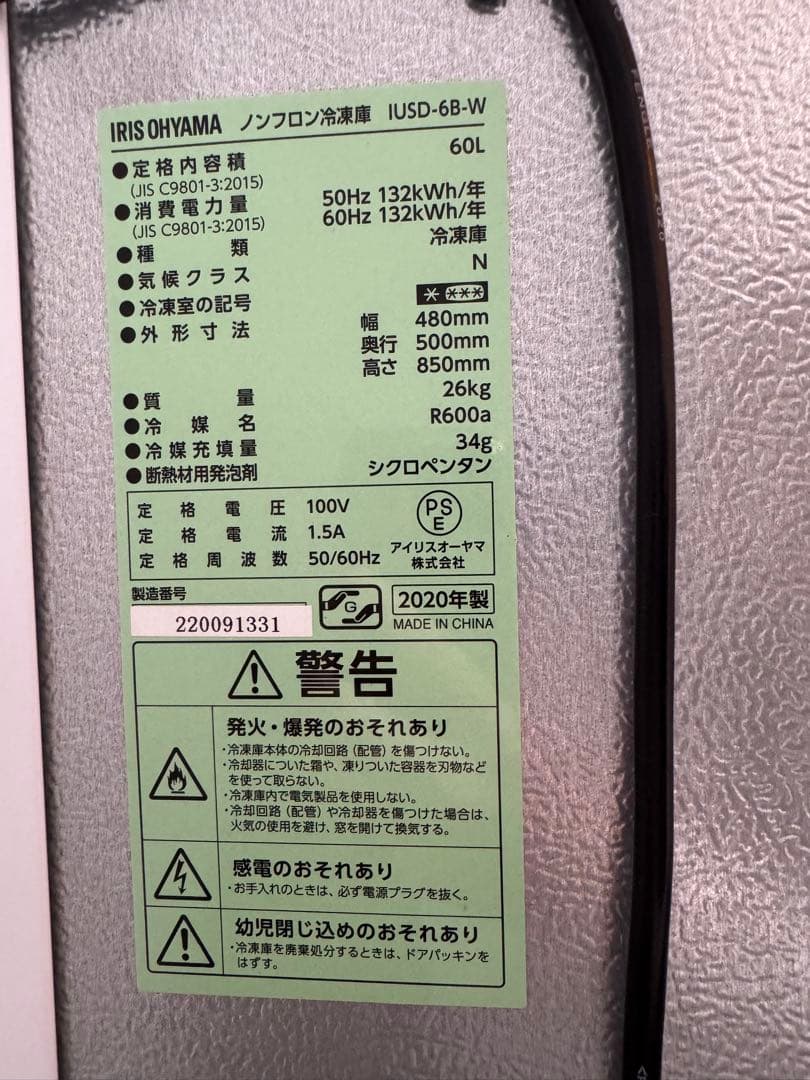 IRIS OHYAMA ノンフロン冷凍庫 IUSD-6B-W
●定格内容積 60L
(JIS C9801-3:2015)
●消費電力量 50Hz 132kWh/年
(JIS C9801-3:2015) 60Hz 132kWh/年
●種類 冷凍庫
●気候クラス N
●冷凍室の記号
●外形寸法 幅 480mm
奥行 500mm
高さ 850mm
●質量 26kg
●冷媒名 R600a
●冷媒充填量 34g
●断熱材用発泡剤 シクロペンタン
定格電圧 100V
定格電流 1.5A
定格周波数 50/60Hz
PS
E
アイリスオーヤマ
株式会社
製造番号
220091331
G
2020年製
MADE IN CHINA
警告
発火・爆発のおそれあり
・冷凍庫本体の冷却回路(配管)を傷つけない。
・冷却器についた霜や、凍りついた容器を刃物など
を使って取らない。
・冷凍庫内で電気製品を使用しない。
・冷却回路(配管)や冷却器を傷つけた場合は、
火気の使用を避け、窓を開けて換気する。
感電のおそれあり
・お手入れのときは、必ず電源プラグを抜く。
幼児閉じ込めのおそれあり
・冷凍庫を廃棄処分するときは、ドアパッキンを
はずす。